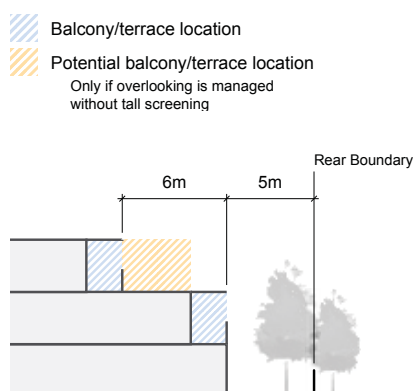 Balcony/terrace location
Potential balcony/terrace location
Only if overlooking is managed
without tall screening
Rear Boundary
6m
5m